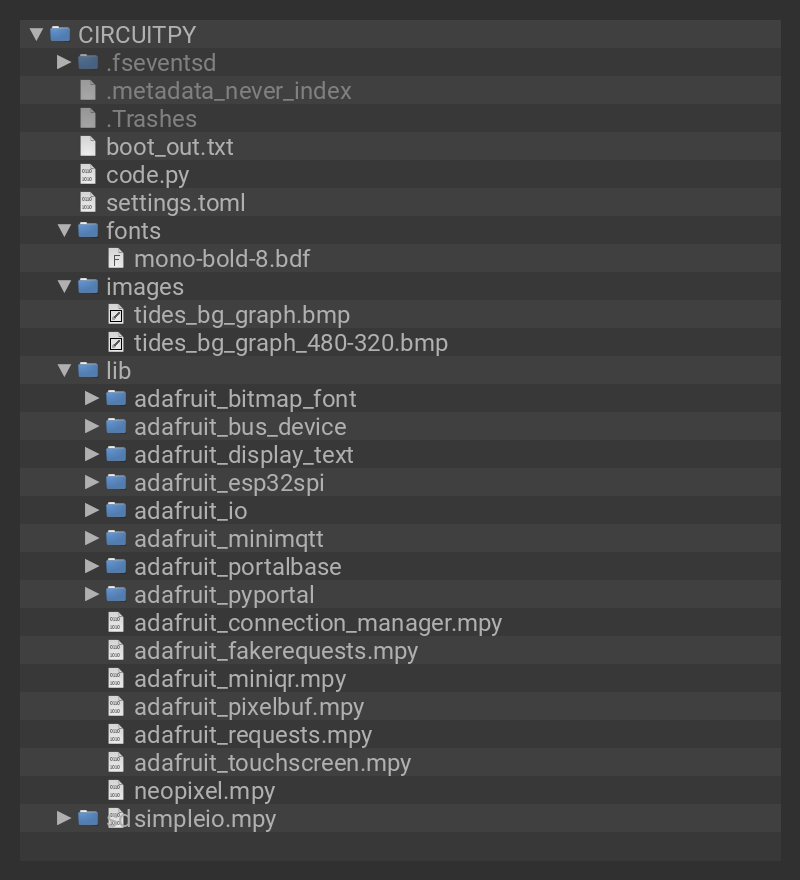 CIRCUITPY
.fseventsd
.metadata_never_index
.Trashes
boot_out.txt
code.py
settings.toml
fonts
mono-bold-8.bdf
images
tides_bg_graph.bmp
tides_bg_graph_480-320.bmp
lib
adafruit_bitmap_font
adafruit_bus_device
adafruit_display_text
adafruit_esp32spi
adafruit_io
adafruit_minimqtt
adafruit_portalbase
adafruit_pyportal
adafruit_connection_manager.mpy
adafruit_fakerequests.mpy
adafruit_miniqr.mpy
adafruit_pixelbuf.mpy
adafruit_requests.mpy
adafruit_touchscreen.mpy
neopixel.mpy
sd simpleio.mpy